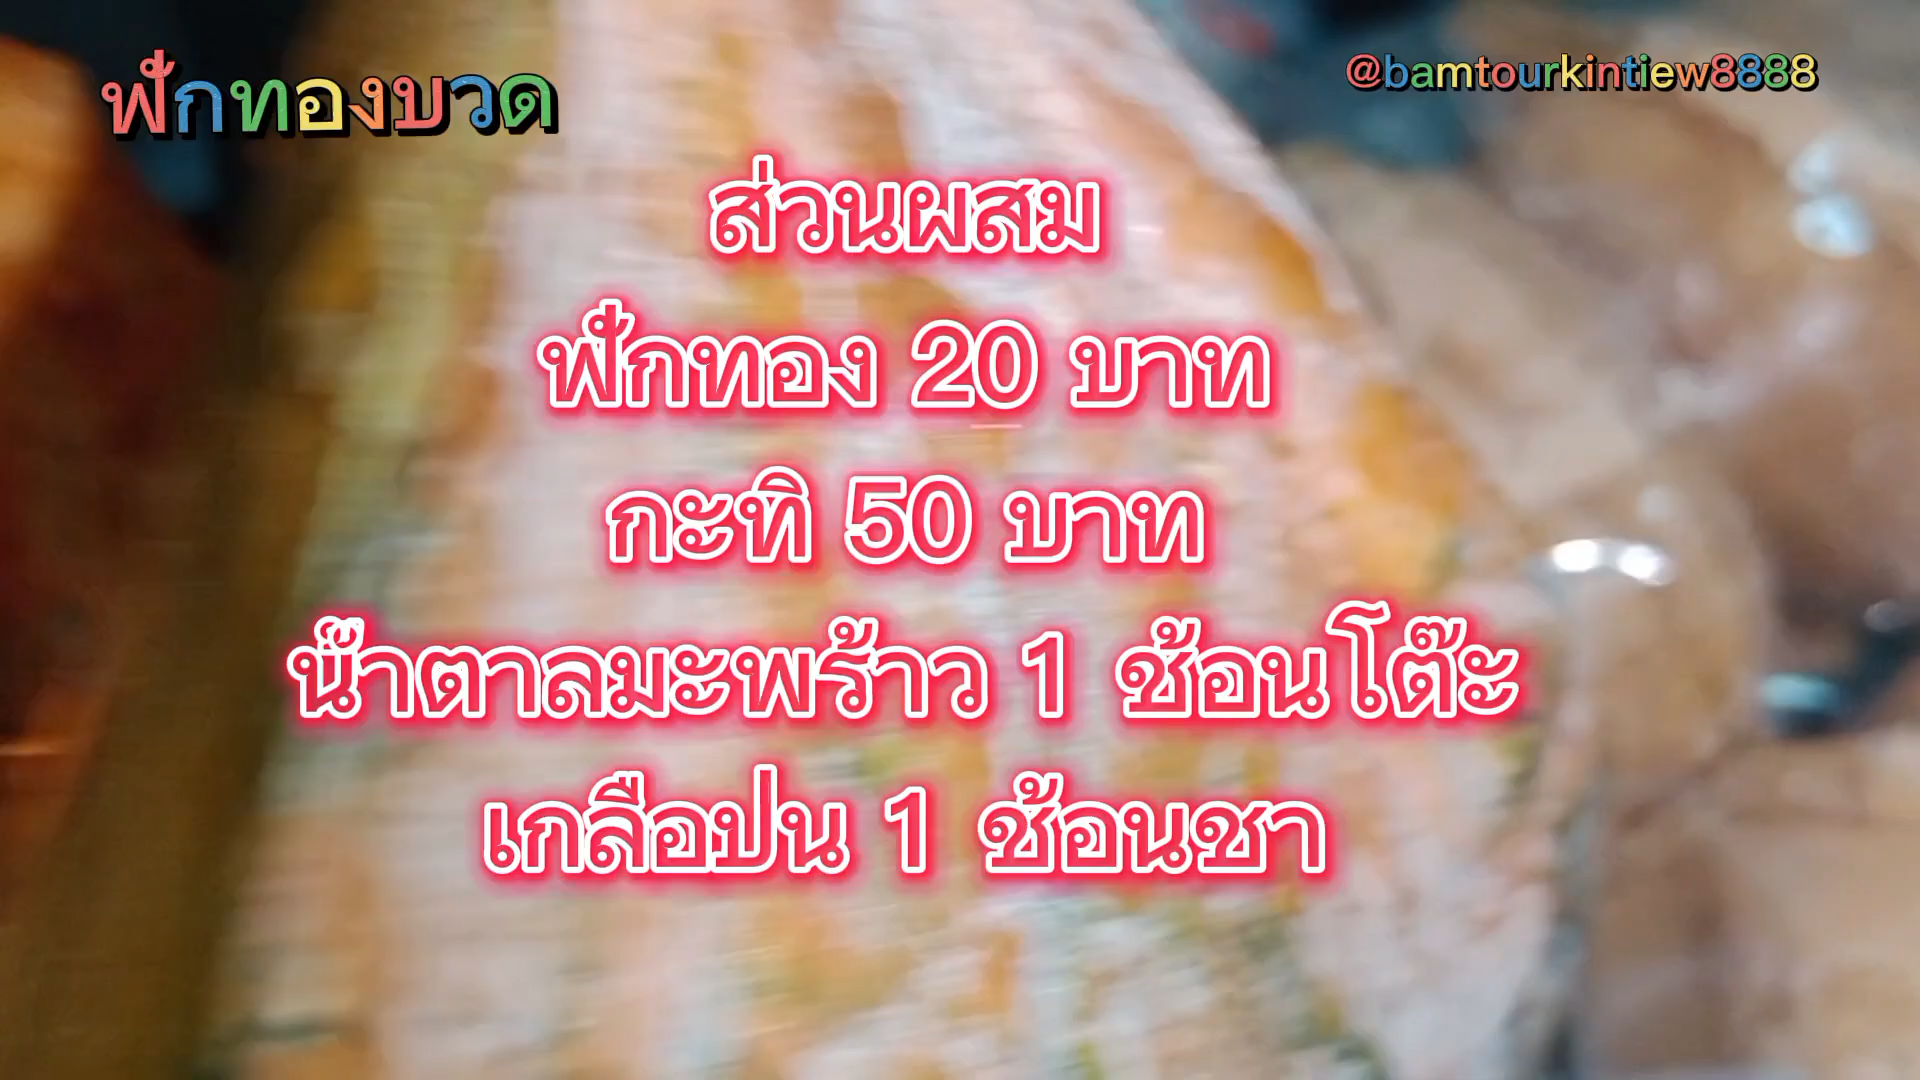 ฟักทองบวด
@bamtourkintiew8888
ส่วนผสม
ฟักทอง 20 บาท
กะทิ 50 บาท
น้ำตาลมะพร้าว 1 ช้อนโต๊ะ
เกลือป่น 1 ช้อนชา